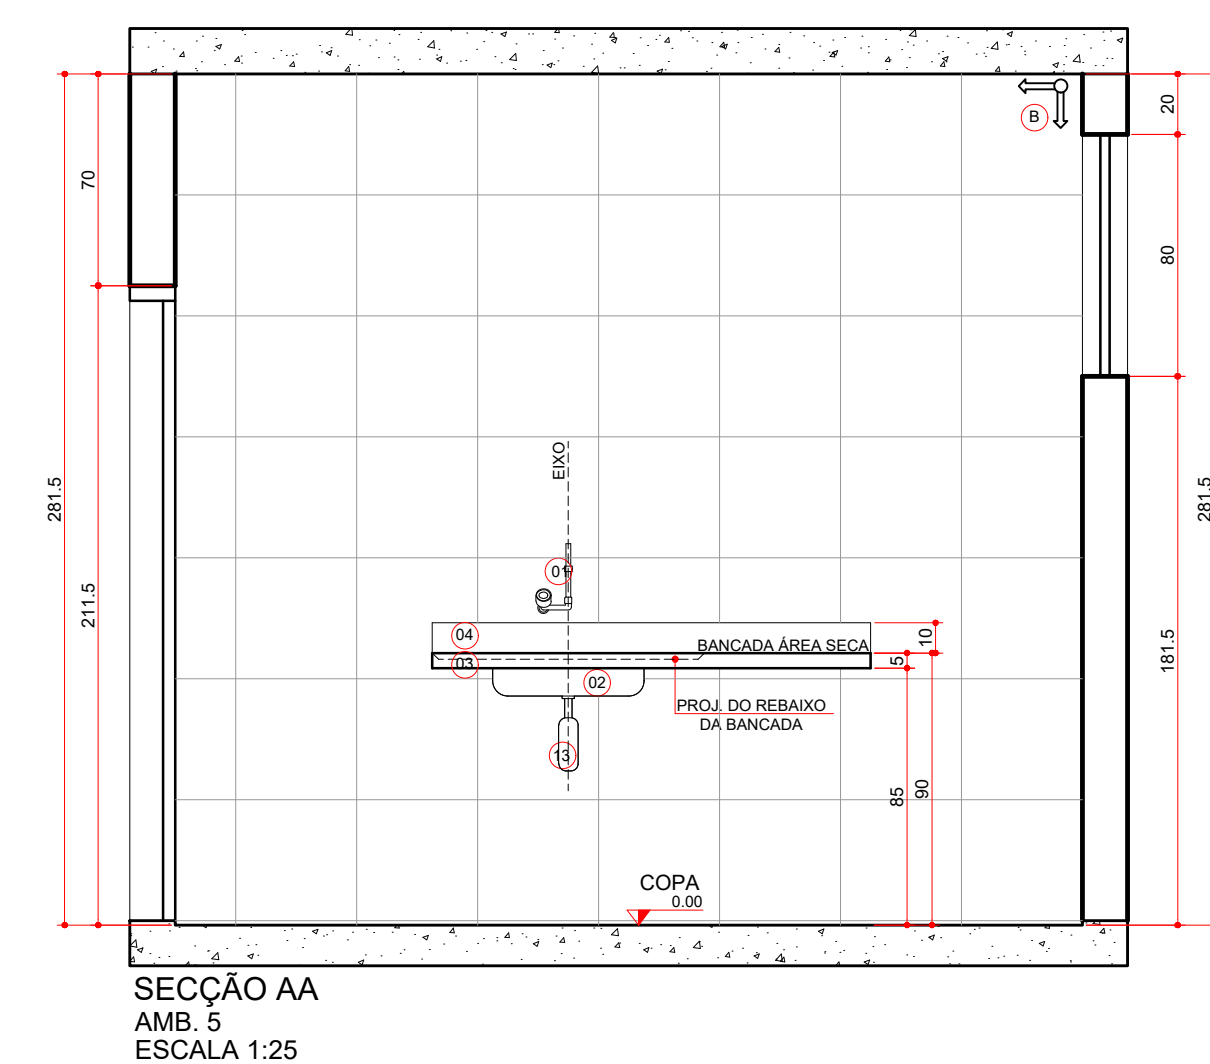 20
B
70
80
EIXO
281.5
281.5
01
211.5
04
10
BANCADA ÁREA SECA
03
5
181.5
02
PROJ. DO REBAIXO
DA BANCADA
13
85
90
COPA
0.00
SECÇÃO AA
AMB. 5
ESCALA 1:25